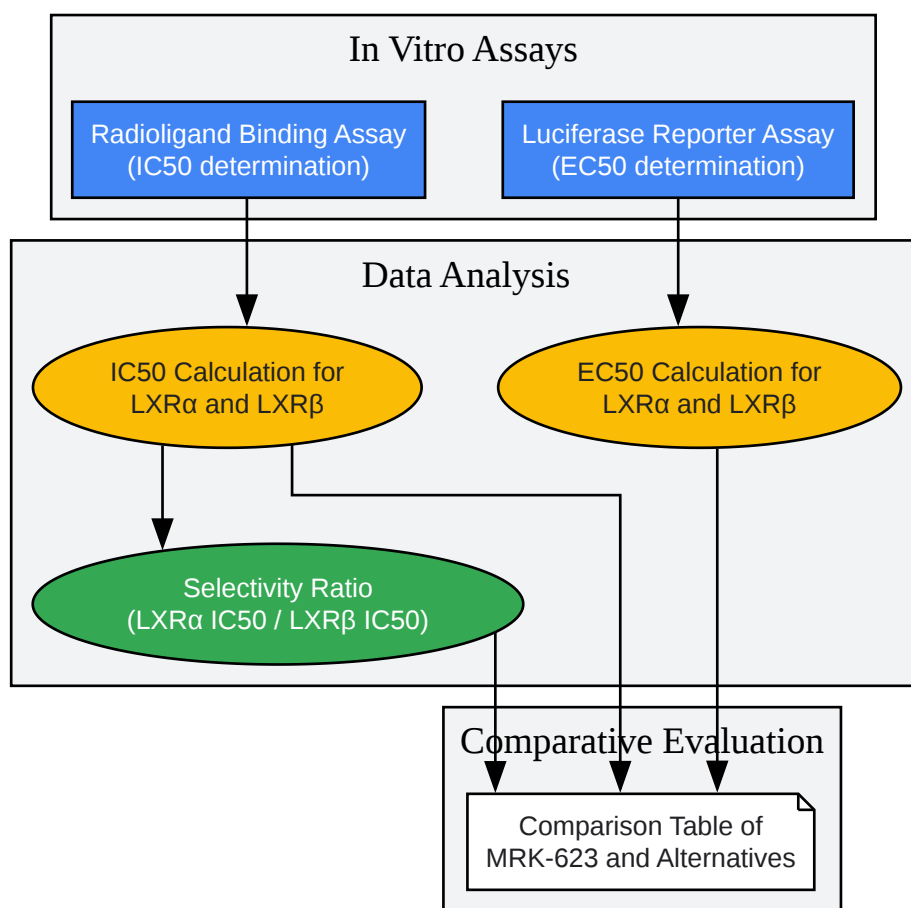 In Vitro Assays
Radioligand Binding Assay
(IC50 determination)
Luciferase Reporter Assay
(EC50 determination)
Data Analysis
IC50 Calculation for
LXRα and LXRβ
EC50 Calculation for
LXRα and LXRβ
Selectivity Ratio
(LXRα IC50 / LXRβ IC50)
Comparative Evaluation
Comparison Table of
MRK-623 and Alternatives